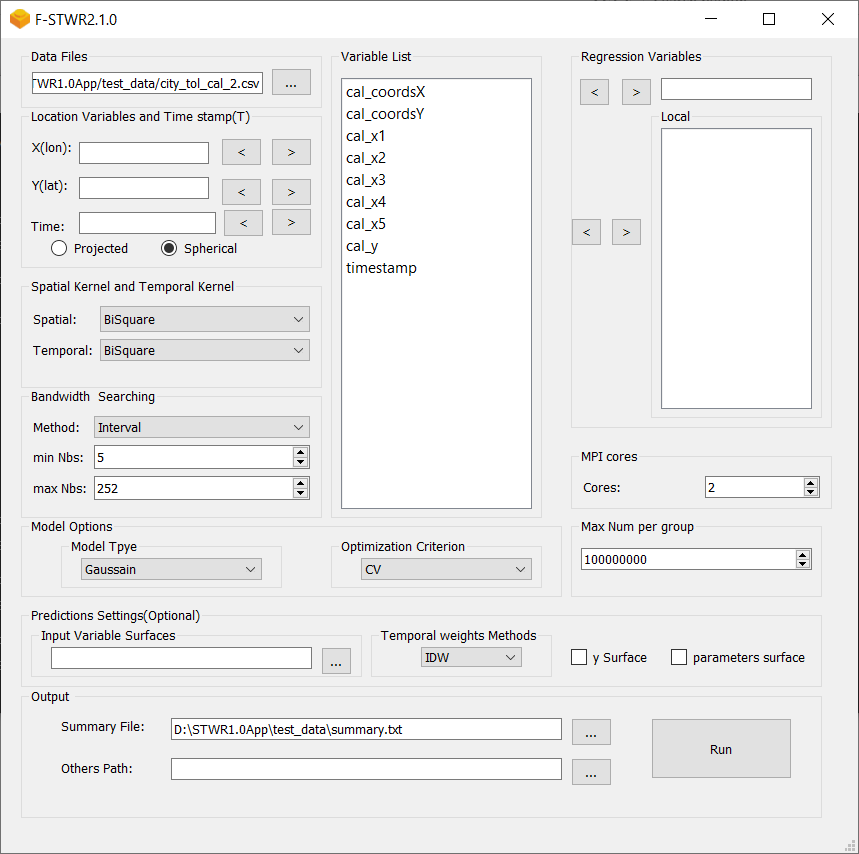 F-STWR2.1.0
Data Files
TWR1.0App/test_data/city_tol_cal_2.csv
...
Location Variables and Time stamp(T)
X(lon):
<
>
Y(lat):
<
>
Time:
<
>
Projected
Spherical
Spatial Kernel and Temporal Kernel
Spatial:
BiSquare
Temporal:
BiSquare
Bandwidth Searching
Method:
Interval
min Nbs:
5
max Nbs:
252
Variable List
cal_coordsX
cal_coordsY
cal_x1
cal_x2
cal_x3
cal_x4
cal_x5
cal_y
timestamp
Regression Variables
<
>
Local
<
>
MPI cores
Cores:
2
Model Options
Model Tpye
Gaussain
Optimization Criterion
CV
Max Num per group
100000000
Predictions Settings(Optional)
Input Variable Surfaces
...
Temporal weights Methods
IDW
y Surface
parameters surface
Output
Summary File:
D:\STWR1.0App\test_data\summary.txt
...
Others Path:
...
Run